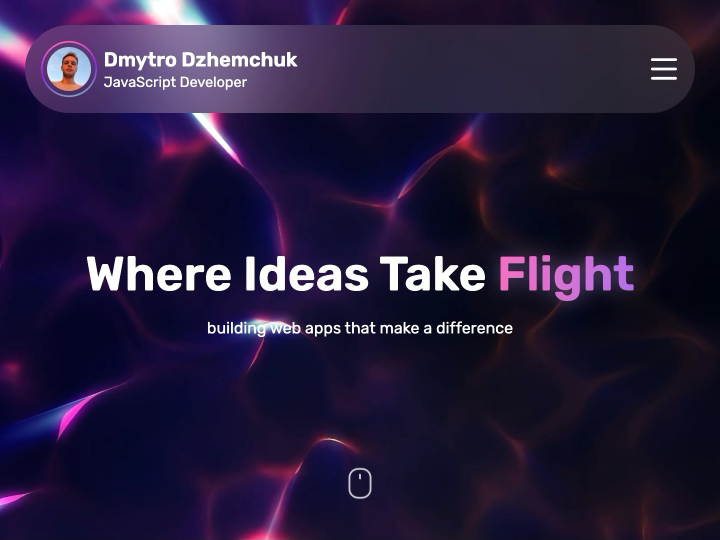 Dmytro Dzhemchuk
JavaScript Developer
Where Ideas Take Flight
building web apps that make a difference